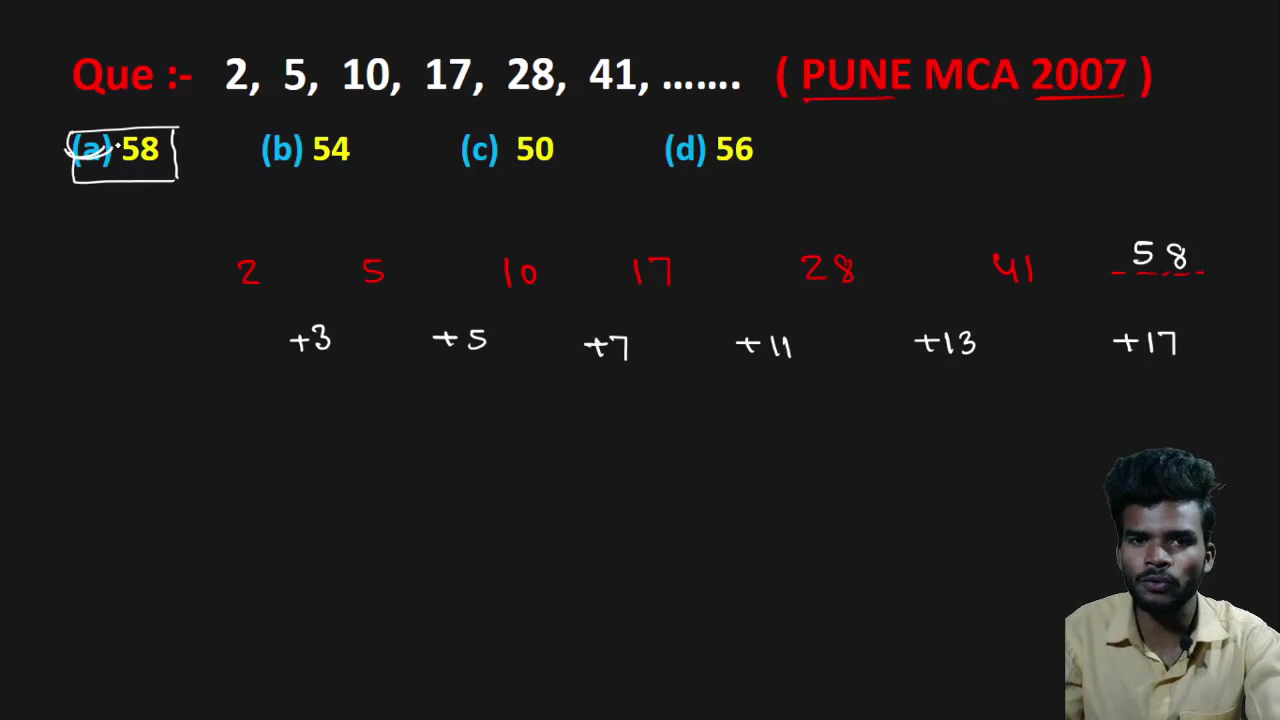 Que :- 2, 5, 10, 17, 28, 41, ....... ( PUNE MCA 2007 )
(a) 58 (b) 54 (c) 50 (d) 56
2 5 10 17 28 41 58
+3 +5 +7 +11 +13 +17